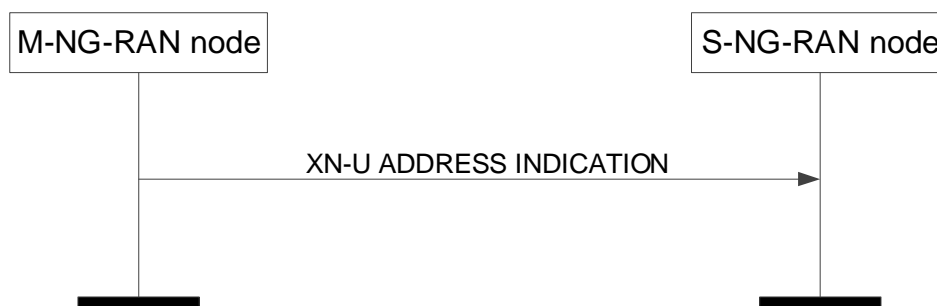 M-NG-RAN node
S-NG-RAN node
XN-U ADDRESS INDICATION